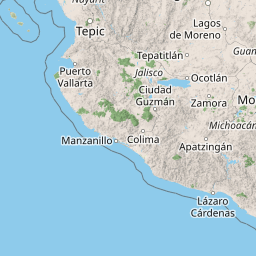 Nayarit
Tepic
Lagos
de Moreno
Tepatitlán
Guan
Jalisco
Puerto
Vallarta
Ocotlán
Ciudad
Guzmán
Zamora
Mo
Michoacán
Manzanillo
Colima
Apatzingán
Lázaro
Cárdenas